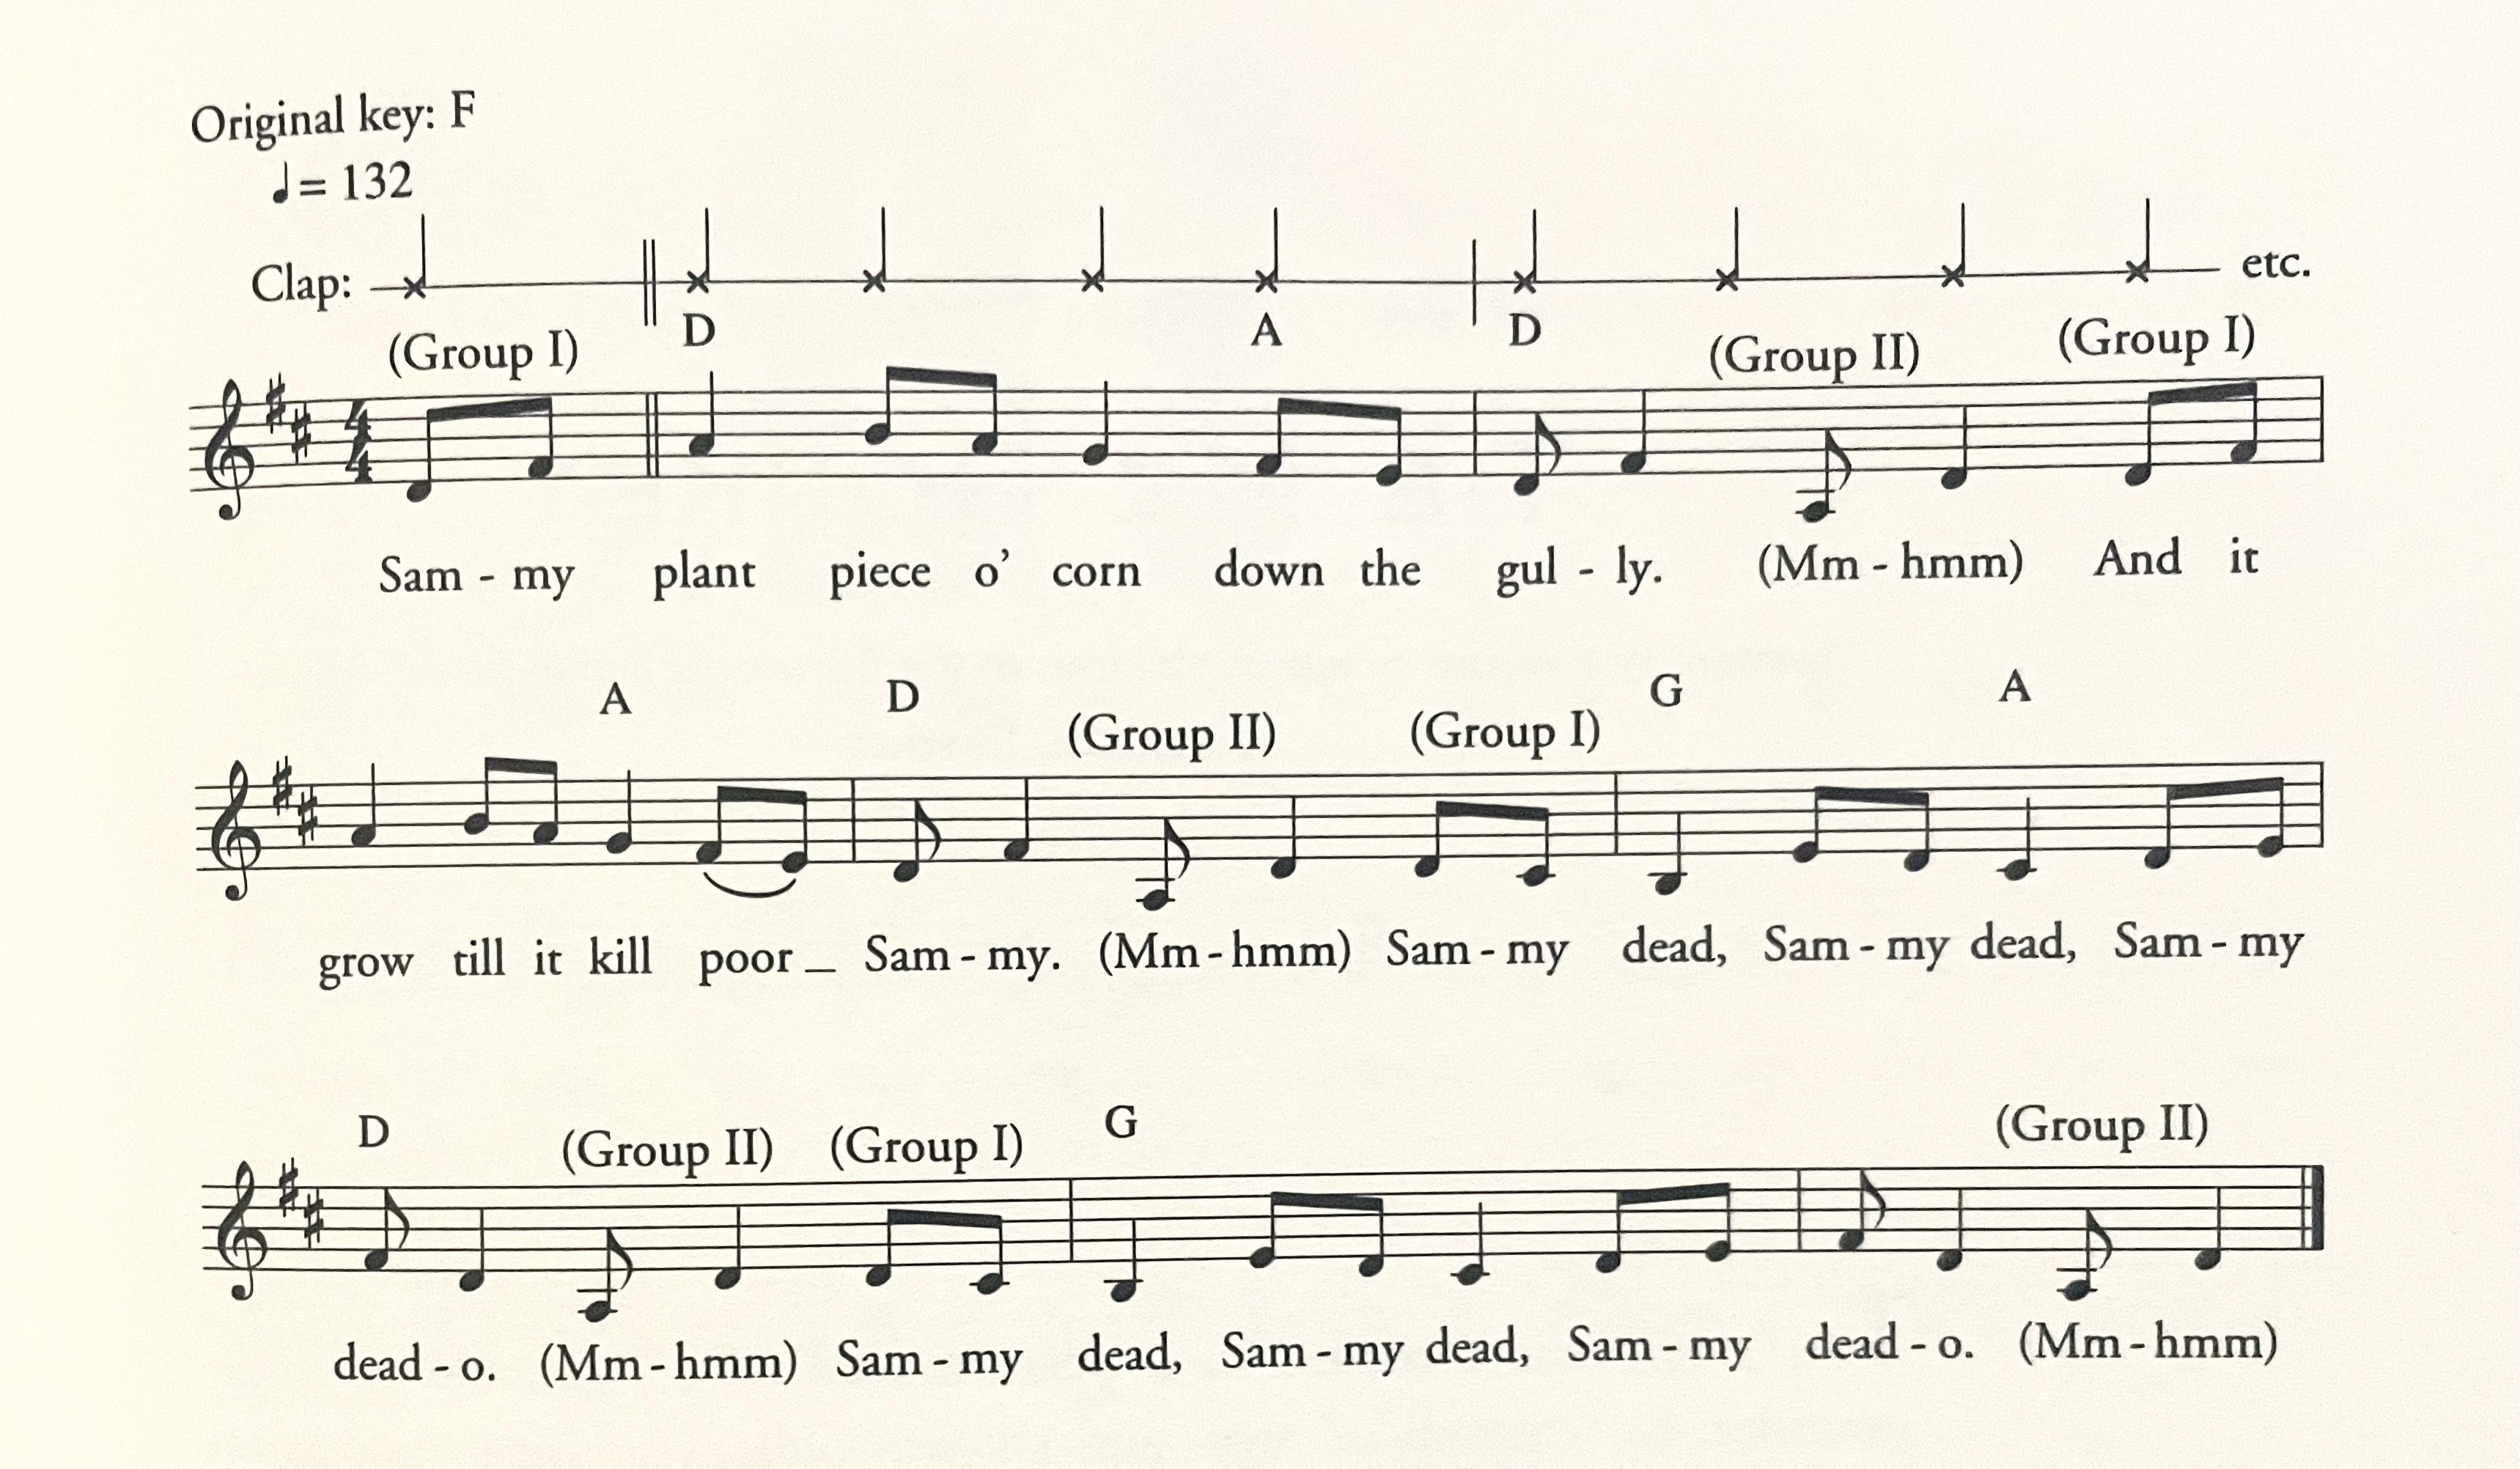 Original key: F
♩= 132
Clap: etc.
D A D
(Group I) (Group II) (Group I)
Sam - my plant piece o' corn down the gul - ly. (Mm - hmm) And it
A D G A
(Group II) (Group I)
grow till it kill poor _ Sam - my. (Mm - hmm) Sam - my dead, Sam - my dead, Sam - my
D G
(Group II) (Group I) (Group II)
dead - o. (Mm - hmm) Sam - my dead, Sam - my dead, Sam - my dead - o. (Mm - hmm)